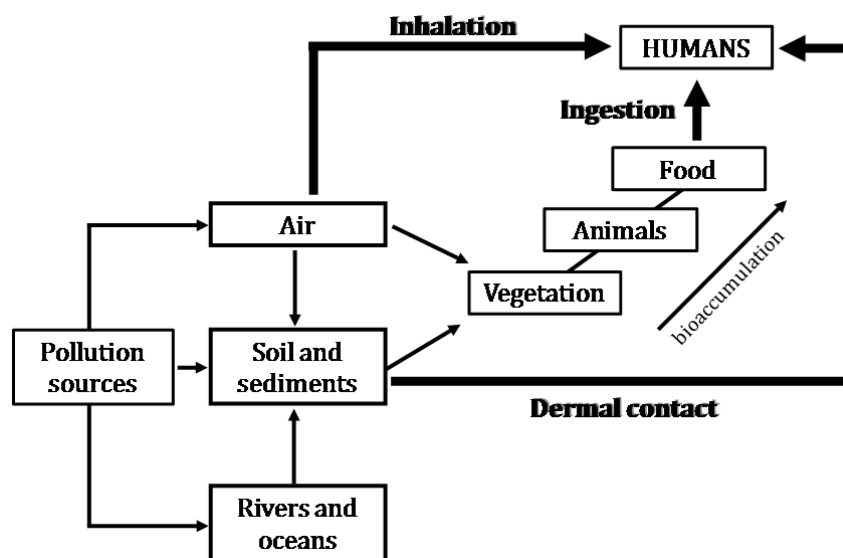 Inhalation
HUMANS
Ingestion
Food
Air
Animals
bioaccumulation
Vegetation
Pollution
sources
Soil and
sediments
Dermal contact
Rivers and
oceans